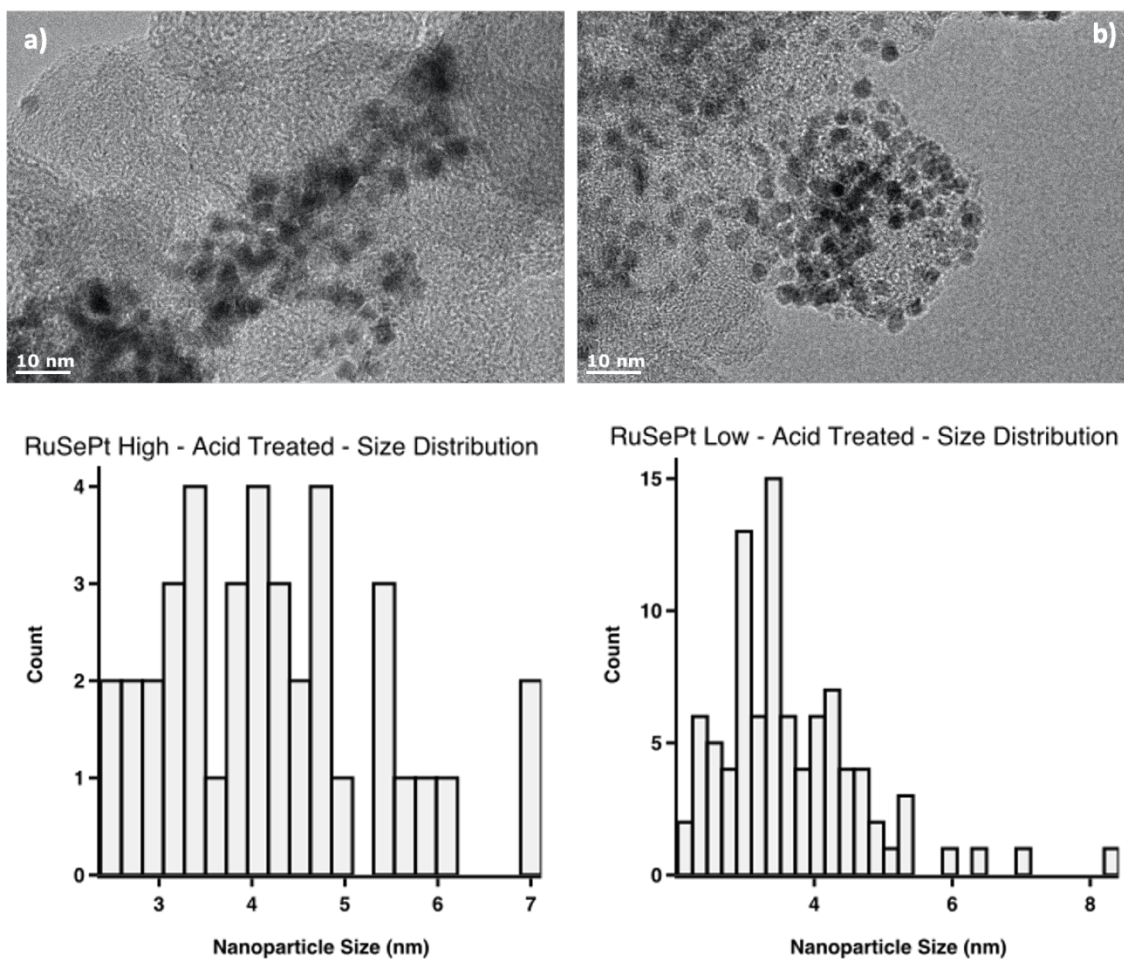 a)
b)
10 nm
10 nm
RuSePt High - Acid Treated - Size Distribution
4
3
2
1
0
Count
3 4 5 6 7
Nanoparticle Size (nm)
RuSePt Low - Acid Treated - Size Distribution
15
10
5
0
Count
4 6 8
Nanoparticle Size (nm)